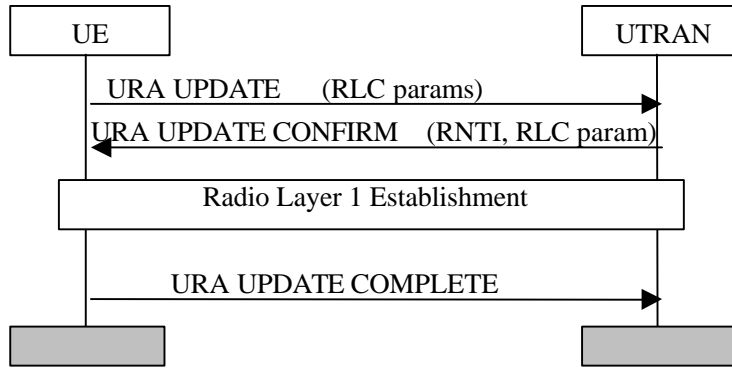 UE UTRAN
URA UPDATE (RLC params)
URA UPDATE CONFIRM (RNTI, RLC param)
Radio Layer 1 Establishment
URA UPDATE COMPLETE